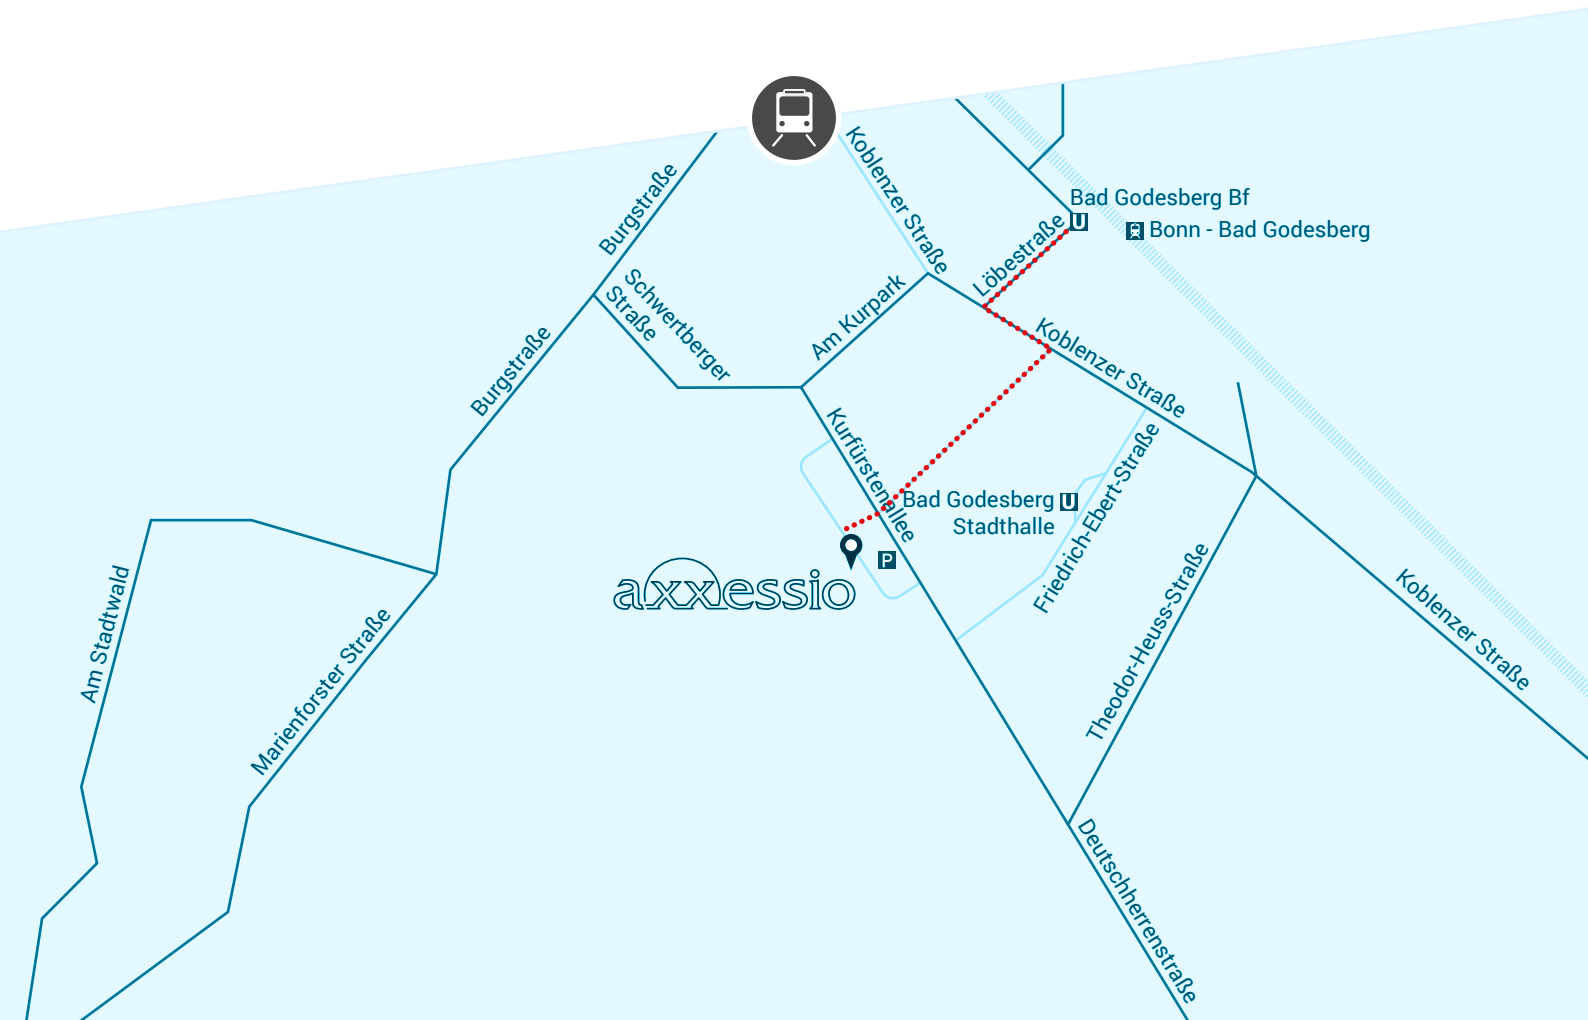 Koblenzer Straße
Burgstraße
Bad Godesberg Bf
U
Bonn - Bad Godesberg
Löbestraße
Schwertberger
Straße
Am Kurpark
Burgstraße
Koblenzer Straße
Kurfürstenallee
Friedrich-Ebert-Straße
Bad Godesberg
U
Stadthalle
P
axxessio
Theodor-Heuss-Straße
Koblenzer Straße
Am Stadtwald
Marienforster Straße
Deutschherrenstraße